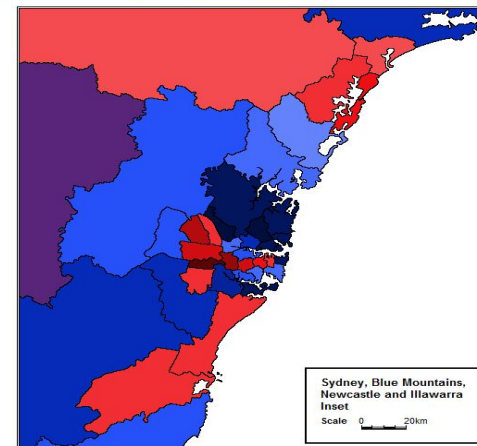 Sydney, Blue Mountains,
Newcastle and Illawarra
Inset
Scale 0 20km